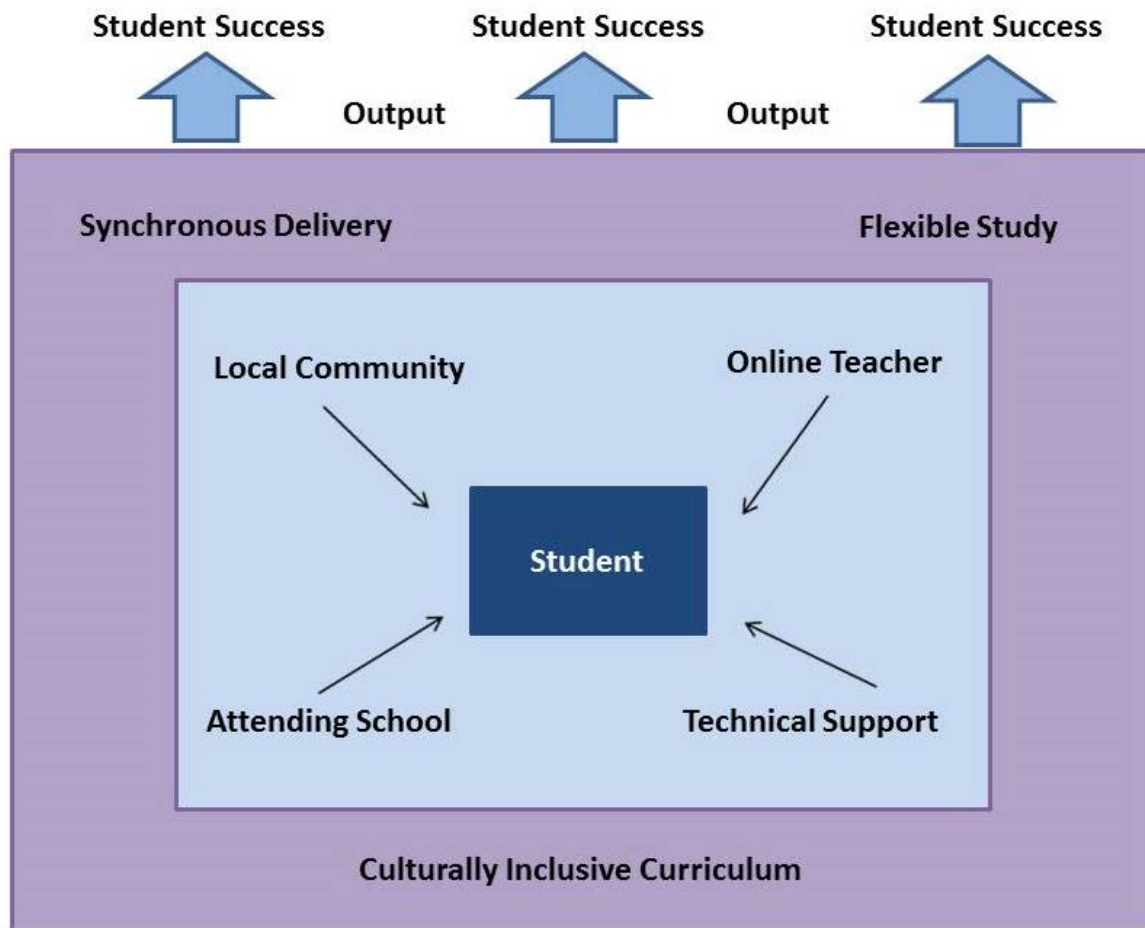 Student Success
Student Success
Student Success
Output
Output
Synchronous Delivery
Flexible Study
Local Community
Online Teacher
Student
Attending School
Technical Support
Culturally Inclusive Curriculum